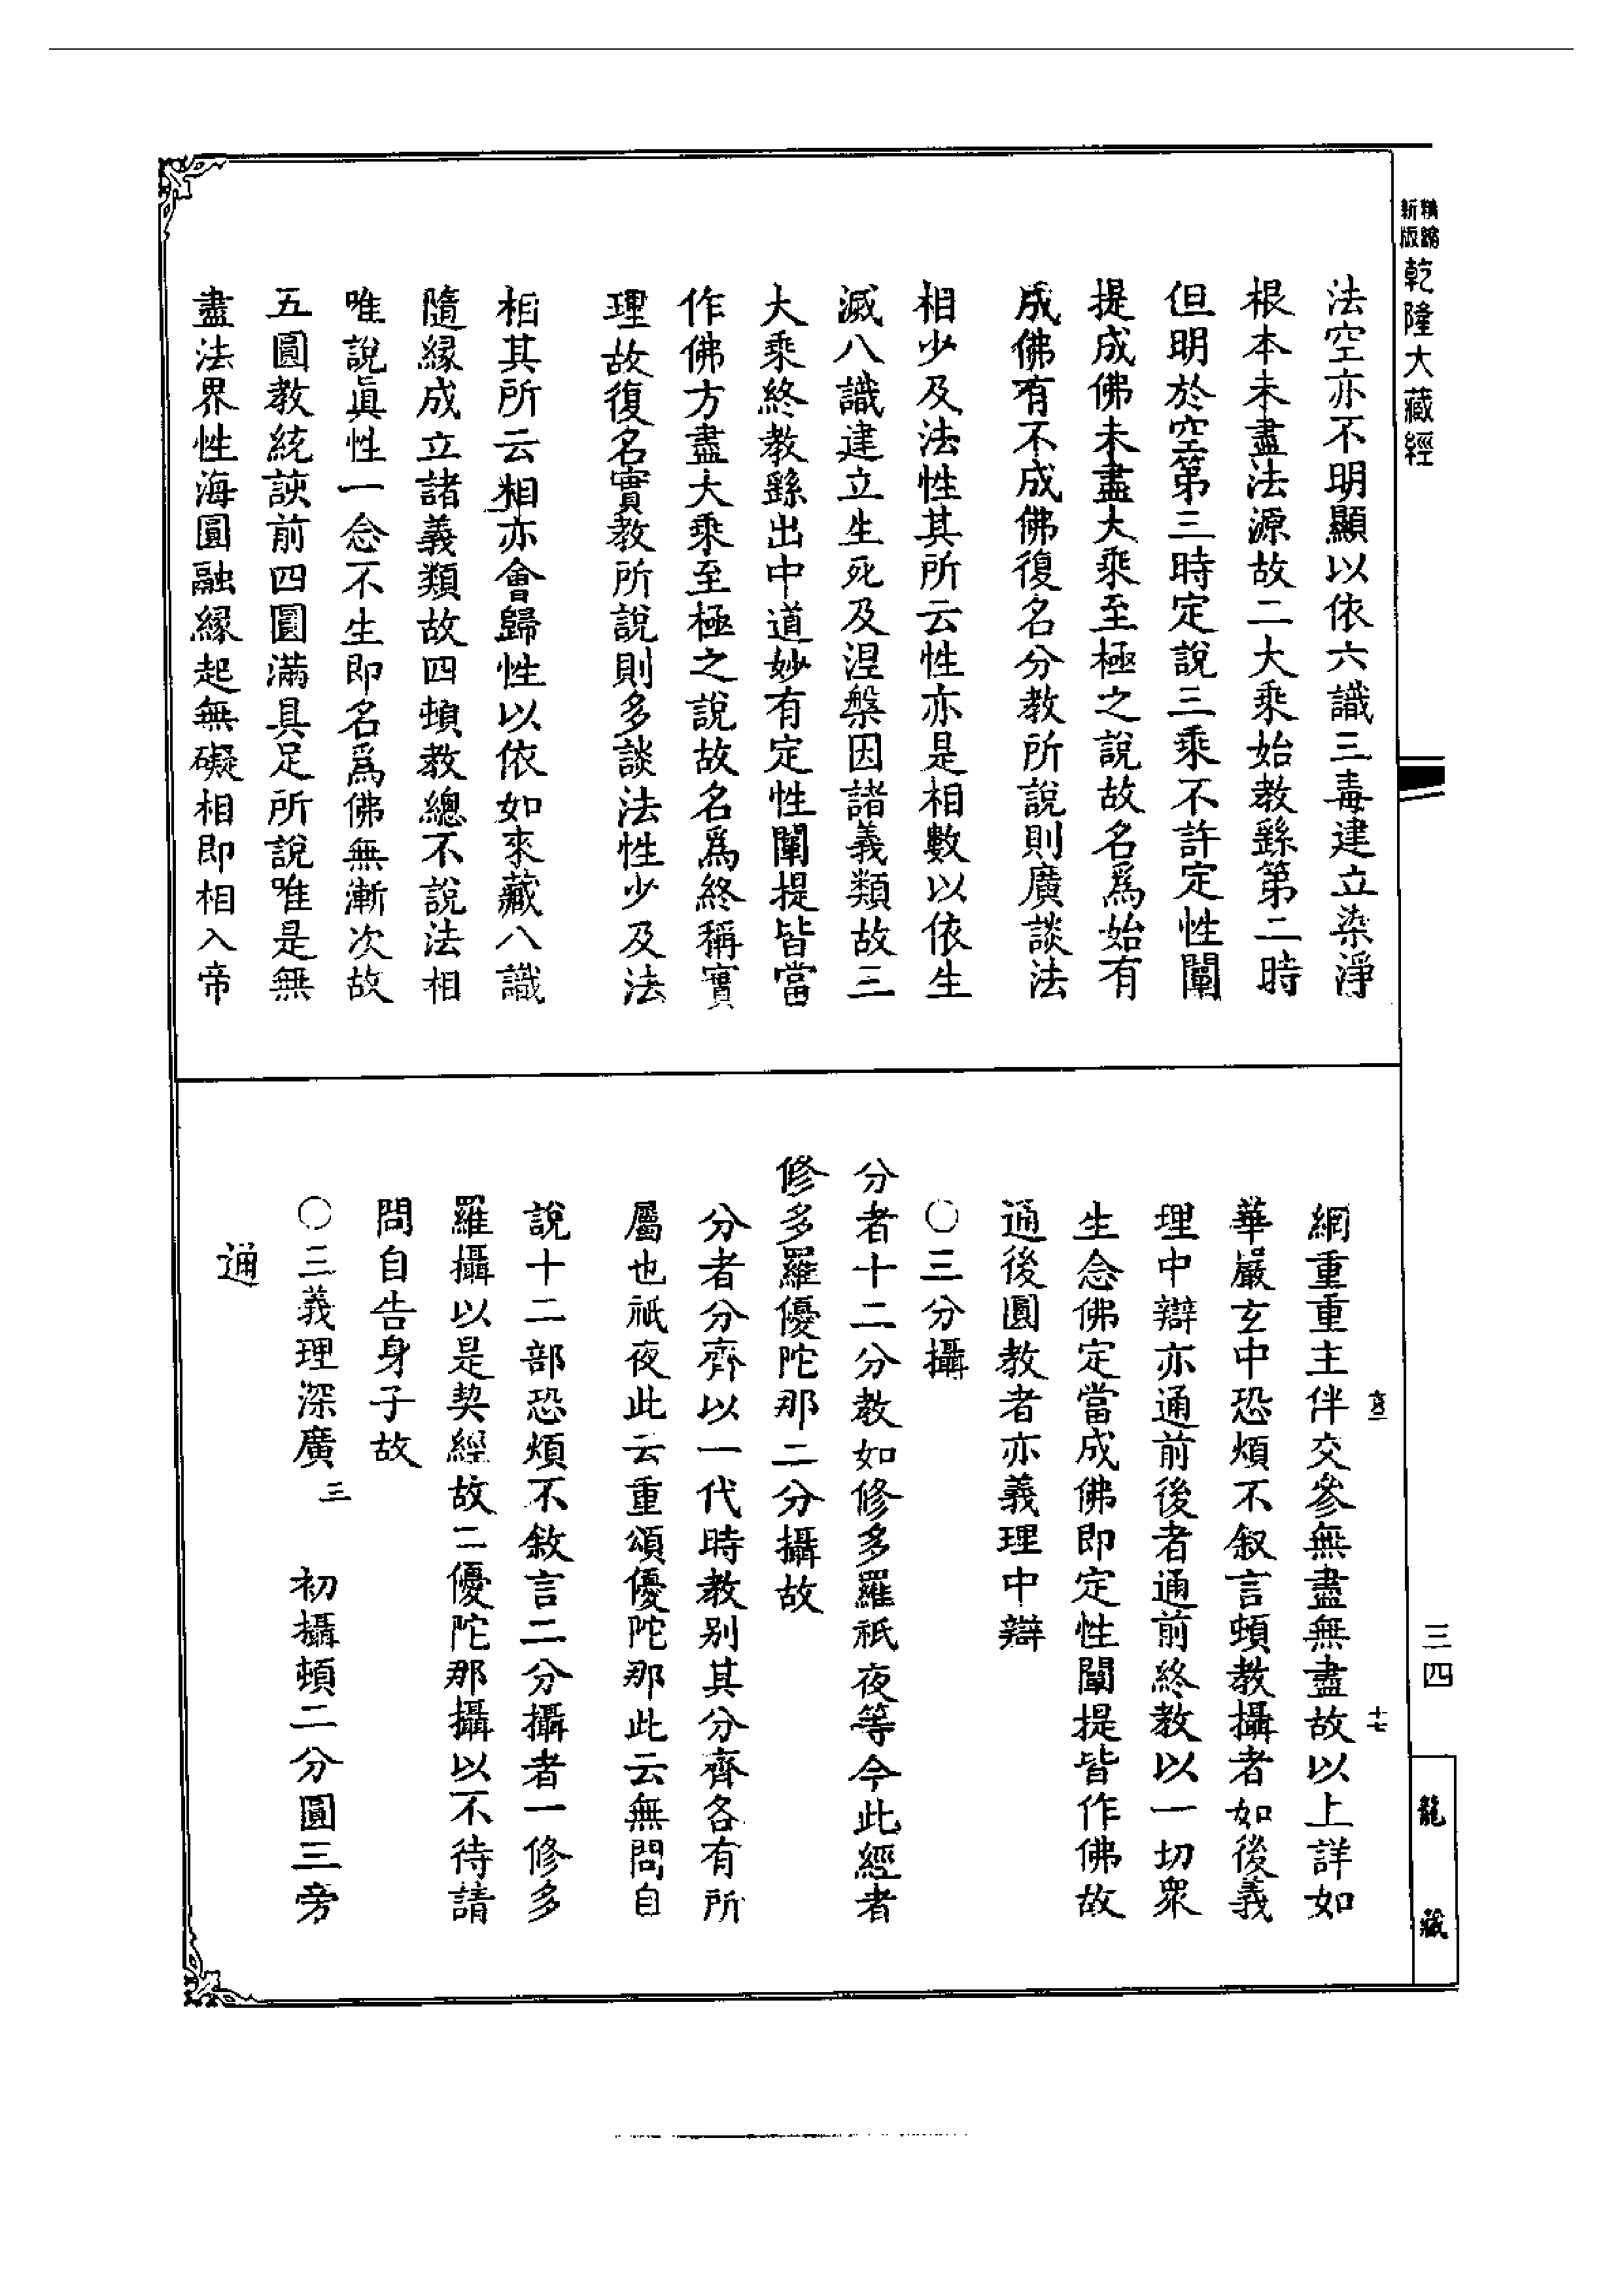 精縮
新版
乾隆大藏經
法空亦不明顯以依六識三毒建立染淨
根本未盡法源故二大乘始教繇第二時
但明於空第三時定說三乘不許定性闡
提成佛未盡大乘至極之說故名爲始有
成佛有不成佛復名分教所說則廣談法
相少及法性其所云性亦是相數以依生
滅八識建立生死及涅槃因諸義類故三
大乘終教繇出中道妙有定性闡提皆當
作佛方盡大乘至極之說故名爲終稱實
理故復名實教所說則多談法性少及法
相其所云相亦會歸性以依如來藏八識
隨緣成立諸義類故四頓教總不說法相
唯說眞性一念不生即名爲佛無漸次故
五圓教統該前四圓滿具足所說唯是無
盡法界性海圓融緣起無礙相即相入帝
網重重主伴交參無盡無盡故以上詳如
華嚴玄中恐煩不叙言頓教攝者如後義
理中辯亦通前後者通前終教以一切衆
生念佛定當成佛即定性闡提皆作佛故
通後圓教者亦義理中辯
○三分攝
分者十二分教如修多羅祇夜等今此經者
修多羅優陀那二分攝故
分者分齊以一代時教別其分齊各有所
屬也祇夜此云重頌優陀那此云無問自
說十二部恐煩不敘言二分攝者一修多
羅攝以是契經故二優陀那攝以不待請
問自告身子故
○三義理深廣三 初攝頓二分圓三旁
通
三四
十七
龍藏